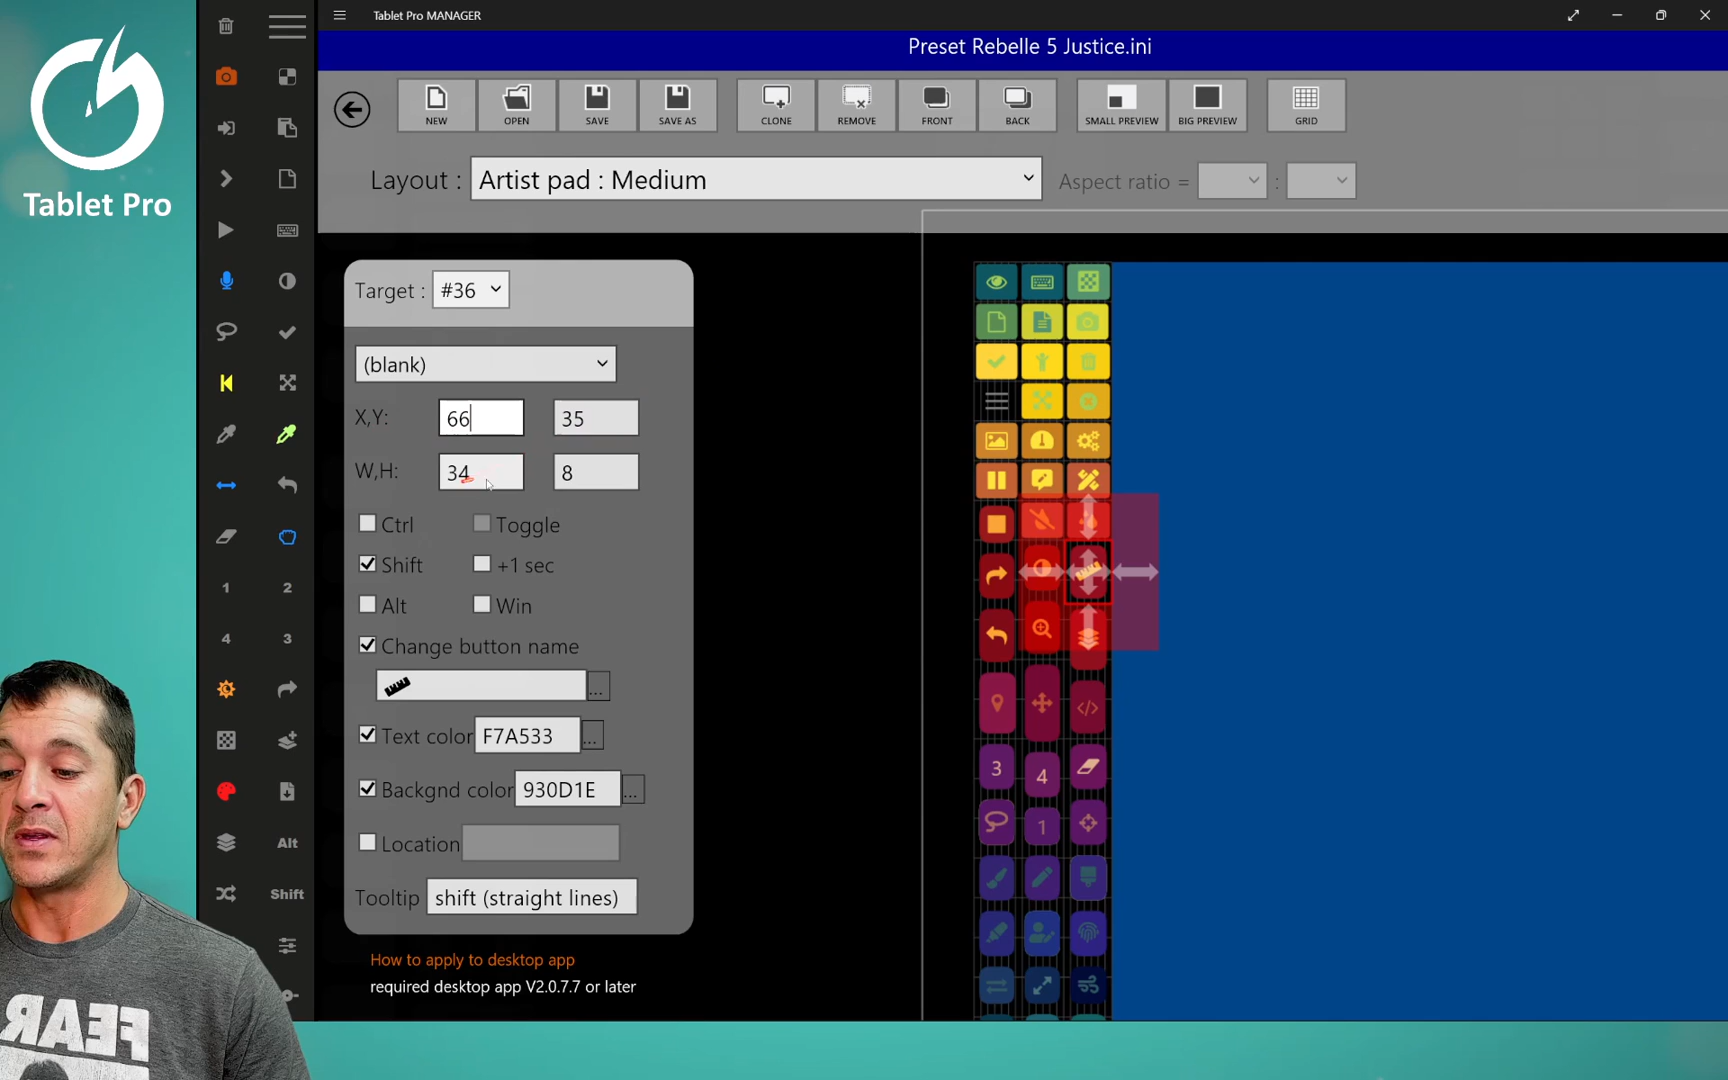 Tablet Pro MANAGER
Preset Rebelle 5 Justice.ini
Tablet Pro
NEW
OPEN
SAVE
SAVE AS
CLONE
REMOVE
FRONT
BACK
SMALL PREVIEW
BIG PREVIEW
GRID
Layout : Artist pad : Medium
Aspect ratio = :
Target : #36
(blank)
X,Y: 66 35
W,H: 34 8
Ctrl Toggle
Shift +1 sec
Alt Win
Change button name
...
Text color F7A533 ...
Backgnd color 930D1E ...
Location
Tooltip shift (straight lines)
How to apply to desktop app
required desktop app V2.0.7.7 or later
1 2
4 3
Alt
Shift
3 4
1
FEAR